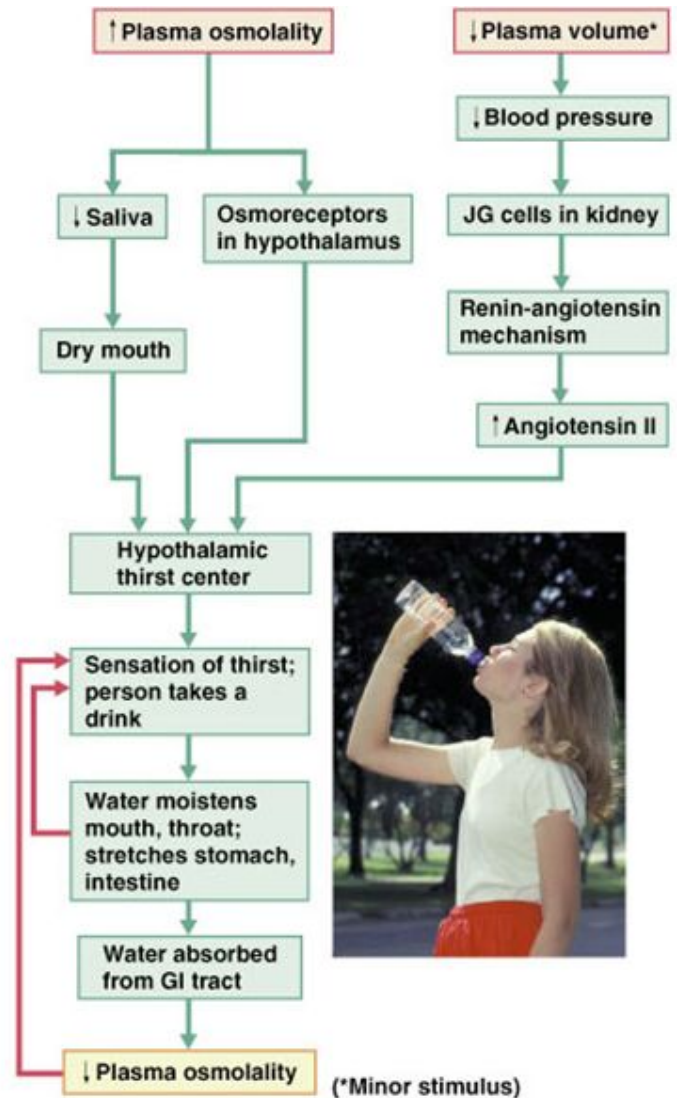 ↑ Plasma osmolality
↓ Plasma volume*
↓ Blood pressure
↓ Saliva
Osmoreceptors
in hypothalamus
JG cells in kidney
Dry mouth
Renin-angiotensin
mechanism
↑ Angiotensin II
Hypothalamic
thirst center
Sensation of thirst;
person takes a
drink
Water moistens
mouth, throat;
stretches stomach,
intestine
Water absorbed
from GI tract
↓ Plasma osmolality
(*Minor stimulus)